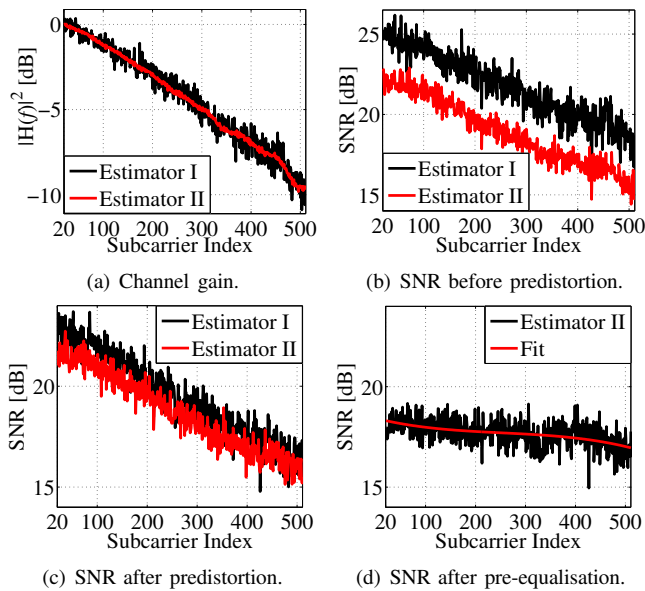 |H(f)|² [dB]
0
−5
−10
Estimator I
Estimator II
20 100 200 300 400 500
Subcarrier Index
(a) Channel gain.
SNR [dB]
25
22
18
15
Estimator I
Estimator II
20 100 200 300 400 500
Subcarrier Index
(b) SNR before predistortion.
SNR [dB]
20
15
Estimator I
Estimator II
20 100 200 300 400 500
Subcarrier Index
(c) SNR after predistortion.
SNR [dB]
20
15
Estimator II
Fit
20 100 200 300 400 500
Subcarrier Index
(d) SNR after pre-equalisation.